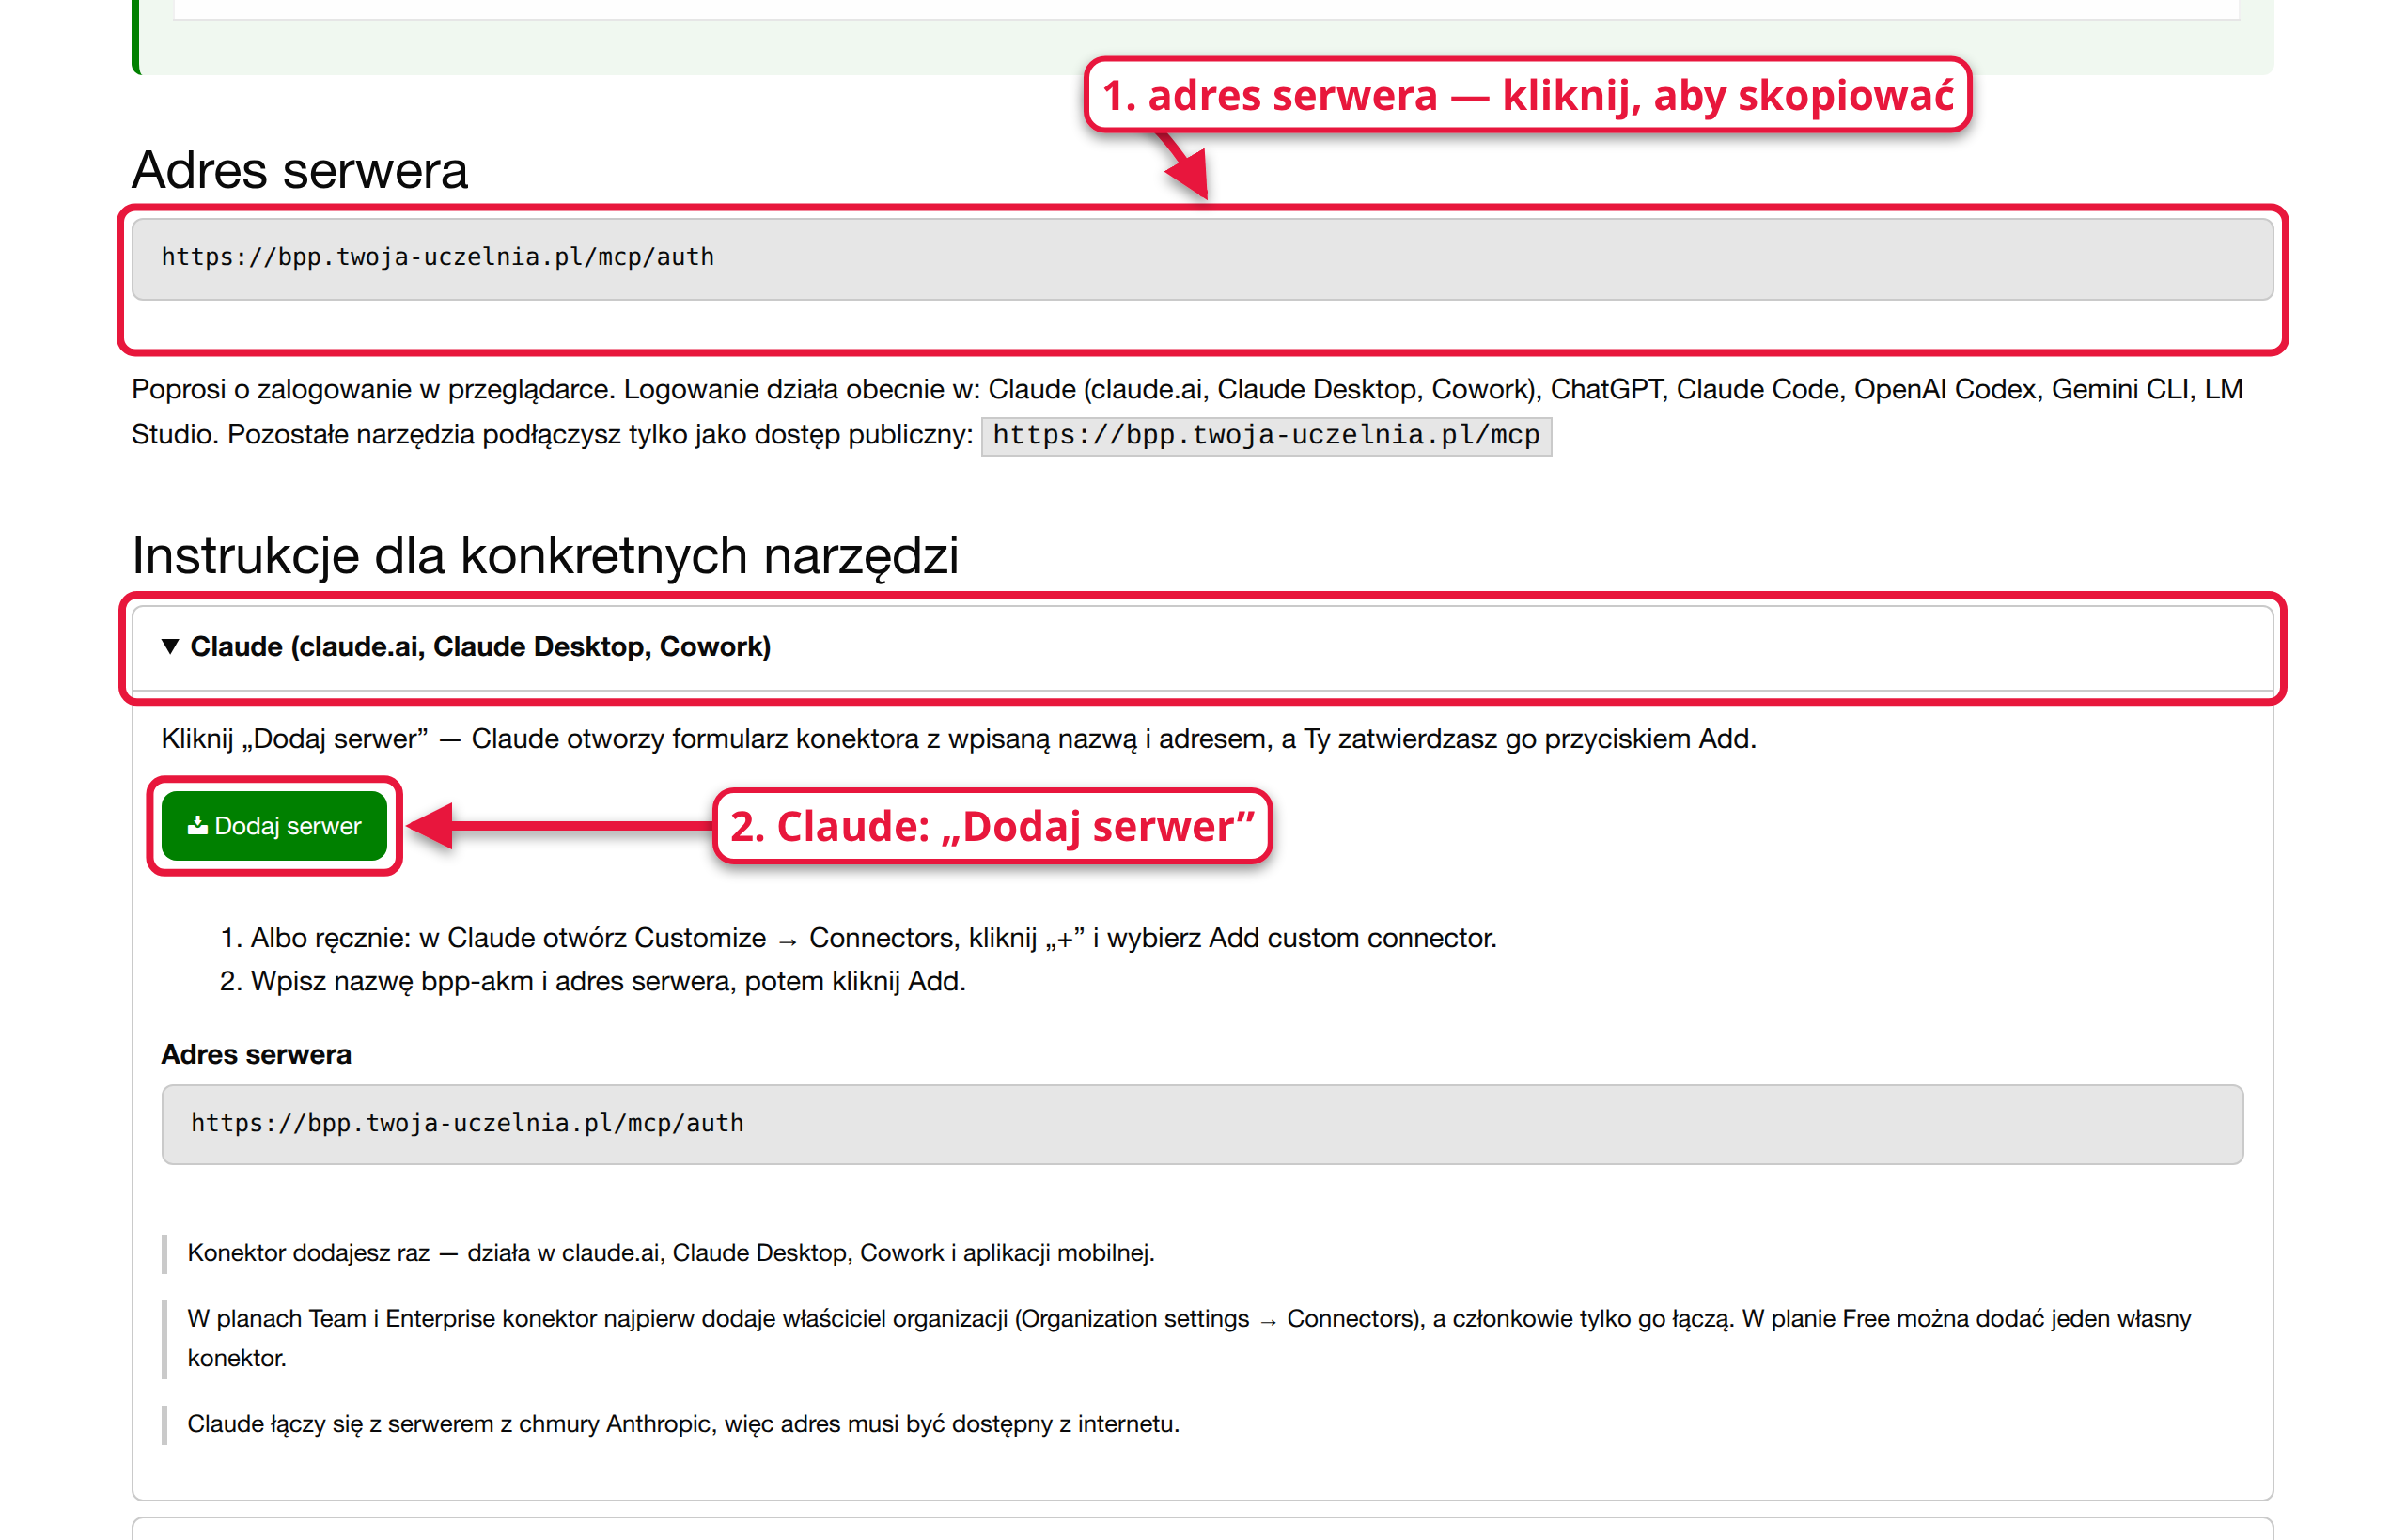 1. adres serwera — kliknij, aby skopiować
Adres serwera
https://bpp.twoja-uczelnia.pl/mcp/auth
Poprosi o zalogowanie w przeglądarce. Logowanie działa obecnie w: Claude (claude.ai, Claude Desktop, Cowork), ChatGPT, Claude Code, OpenAI Codex, Gemini CLI, LM
Studio. Pozostałe narzędzia podłączysz tylko jako dostęp publiczny: https://bpp.twoja-uczelnia.pl/mcp
Instrukcje dla konkretnych narzędzi
▼ Claude (claude.ai, Claude Desktop, Cowork)
Kliknij „Dodaj serwer” — Claude otworzy formularz konektora z wpisaną nazwą i adresem, a Ty zatwierdzasz go przyciskiem Add.
Dodaj serwer
2. Claude: „Dodaj serwer”
1. Albo ręcznie: w Claude otwórz Customize → Connectors, kliknij „+” i wybierz Add custom connector.
2. Wpisz nazwę bpp-akm i adres serwera, potem kliknij Add.
Adres serwera
https://bpp.twoja-uczelnia.pl/mcp/auth
Konektor dodajesz raz — działa w claude.ai, Claude Desktop, Cowork i aplikacji mobilnej.
W planach Team i Enterprise konektor najpierw dodaje właściciel organizacji (Organization settings → Connectors), a członkowie tylko go łączą. W planie Free można dodać jeden własny
konektor.
Claude łączy się z serwerem z chmury Anthropic, więc adres musi być dostępny z internetu.